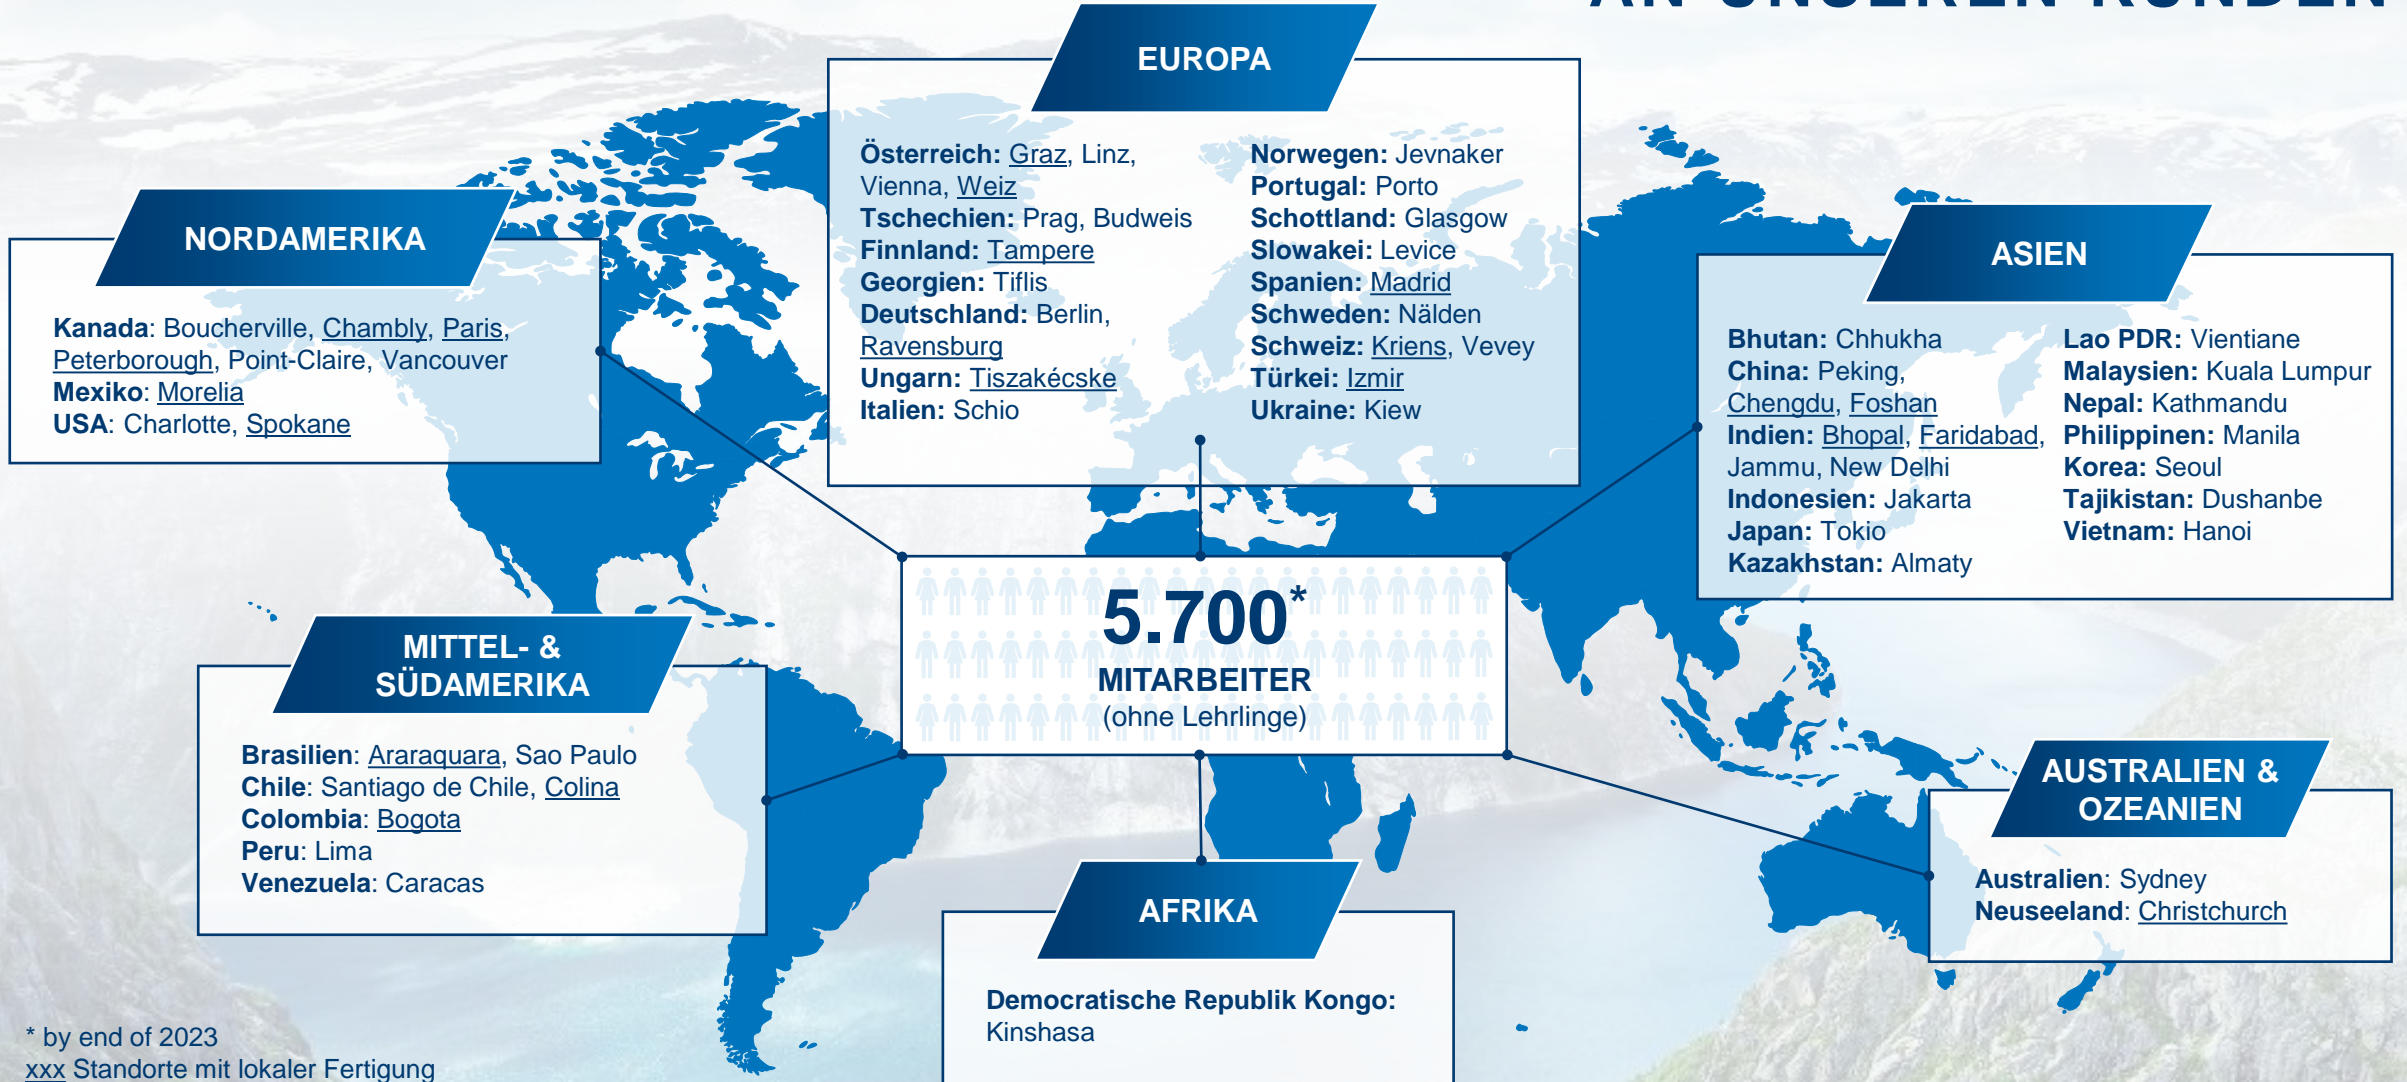 AN UNSEREN KUNDEN
EUROPA
Österreich: Graz, Linz,
Vienna, Weiz
Tschechien: Prag, Budweis
Finnland: Tampere
Georgien: Tiflis
Deutschland: Berlin,
Ravensburg
Ungarn: Tiszakécske
Italien: Schio
Norwegen: Jevnaker
Portugal: Porto
Schottland: Glasgow
Slowakei: Levice
Spanien: Madrid
Schweden: Nälden
Schweiz: Kriens, Vevey
Türkei: Izmir
Ukraine: Kiew
NORDAMERIKA
Kanada: Boucherville, Chambly, Paris,
Peterborough, Point-Claire, Vancouver
Mexiko: Morelia
USA: Charlotte, Spokane
ASIEN
Bhutan: Chhukha
China: Peking,
Chengdu, Foshan
Indien: Bhopal, Faridabad,
Jammu, New Delhi
Indonesien: Jakarta
Japan: Tokio
Kazakhstan: Almaty
Lao PDR: Vientiane
Malaysien: Kuala Lumpur
Nepal: Kathmandu
Philippinen: Manila
Korea: Seoul
Tajikistan: Dushanbe
Vietnam: Hanoi
5.700*
MITARBEITER
(ohne Lehrlinge)
MITTEL- &
SÜDAMERIKA
Brasilien: Araraquara, Sao Paulo
Chile: Santiago de Chile, Colina
Colombia: Bogota
Peru: Lima
Venezuela: Caracas
AUSTRALIEN &
OZEANIEN
Australien: Sydney
Neuseeland: Christchurch
AFRIKA
Democratische Republik Kongo:
Kinshasa
* by end of 2023
xxx Standorte mit lokaler Fertigung